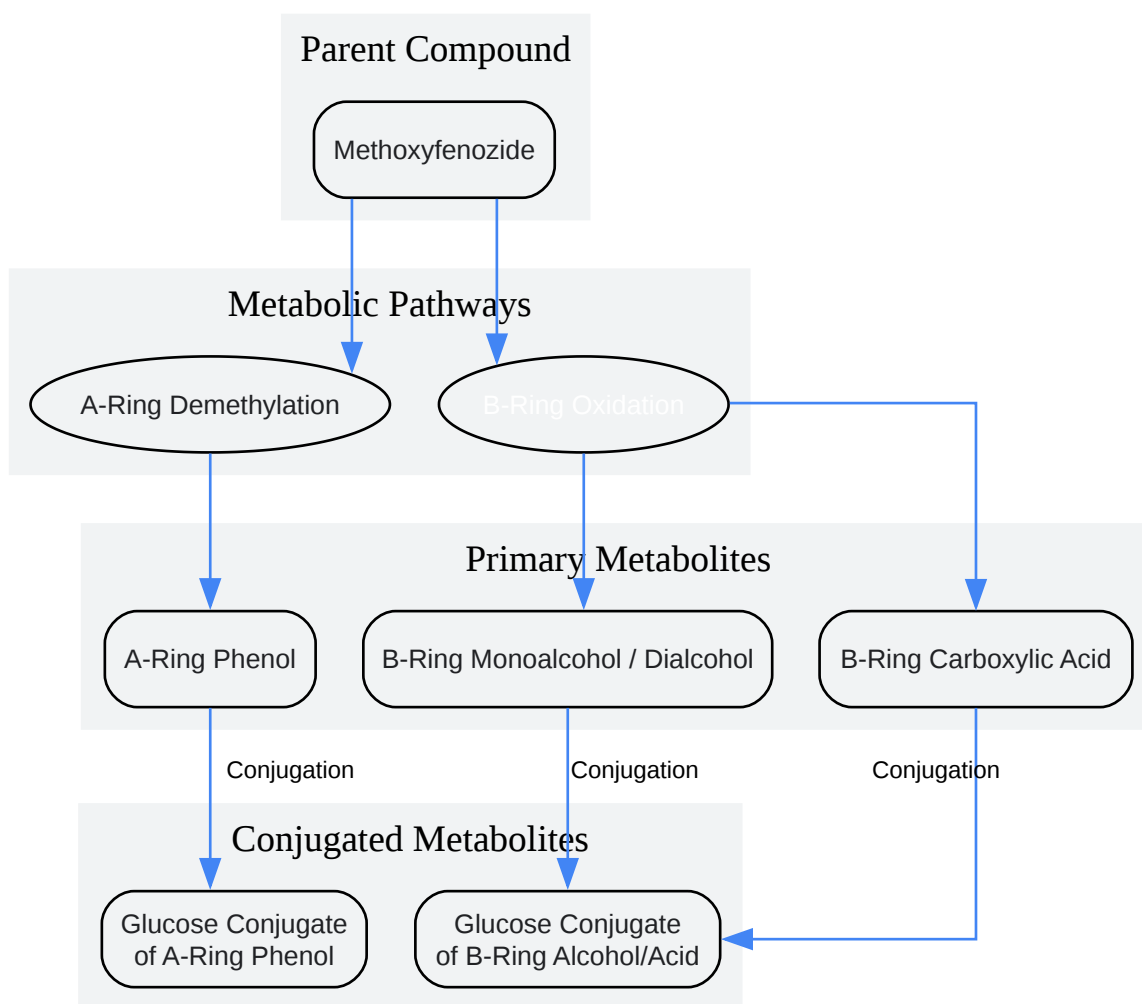 Parent Compound
Methoxyfenozide
Metabolic Pathways
A-Ring Demethylation
B-Ring Oxidation
Primary Metabolites
A-Ring Phenol
B-Ring Monoalcohol / Dialcohol
B-Ring Carboxylic Acid
Conjugation
Conjugation
Conjugation
Conjugated Metabolites
Glucose Conjugate
of A-Ring Phenol
Glucose Conjugate
of B-Ring Alcohol/Acid